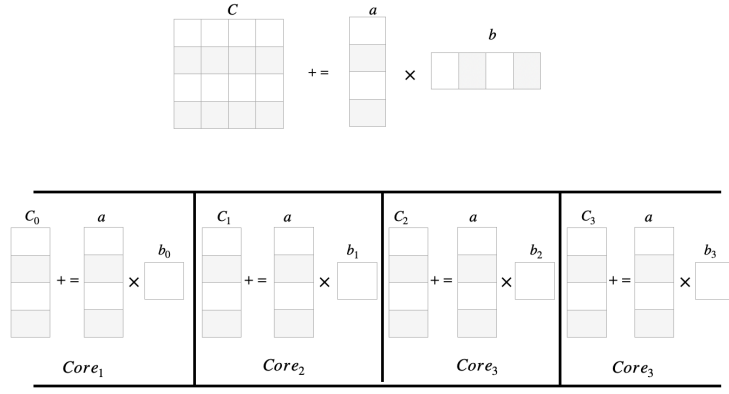 C a
+= × b
C₀ a b₀ C₁ a b₁ C₂ a b₂ C₃ a b₃
+= × += × += × += ×
Core₁ Core₂ Core₃ Core₃